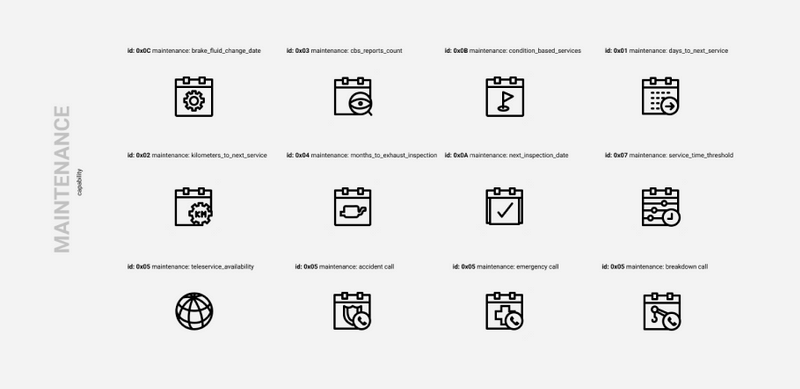 MAINTENANCE
capability
id: 0x0C maintenance: brake_fluid_change_date
id: 0x03 maintenance: cbs_reports_count
id: 0x0B maintenance: condition_based_services
id: 0x01 maintenance: days_to_next_service
id: 0x02 maintenance: kilometers_to_next_service
id: 0x04 maintenance: months_to_exhaust_inspection
id: 0x0A maintenance: next_inspection_date
id: 0x07 maintenance: service_time_threshold
KM
id: 0x05 maintenance: teleservice_availability
id: 0x05 maintenance: accident call
id: 0x05 maintenance: emergency call
id: 0x05 maintenance: breakdown call